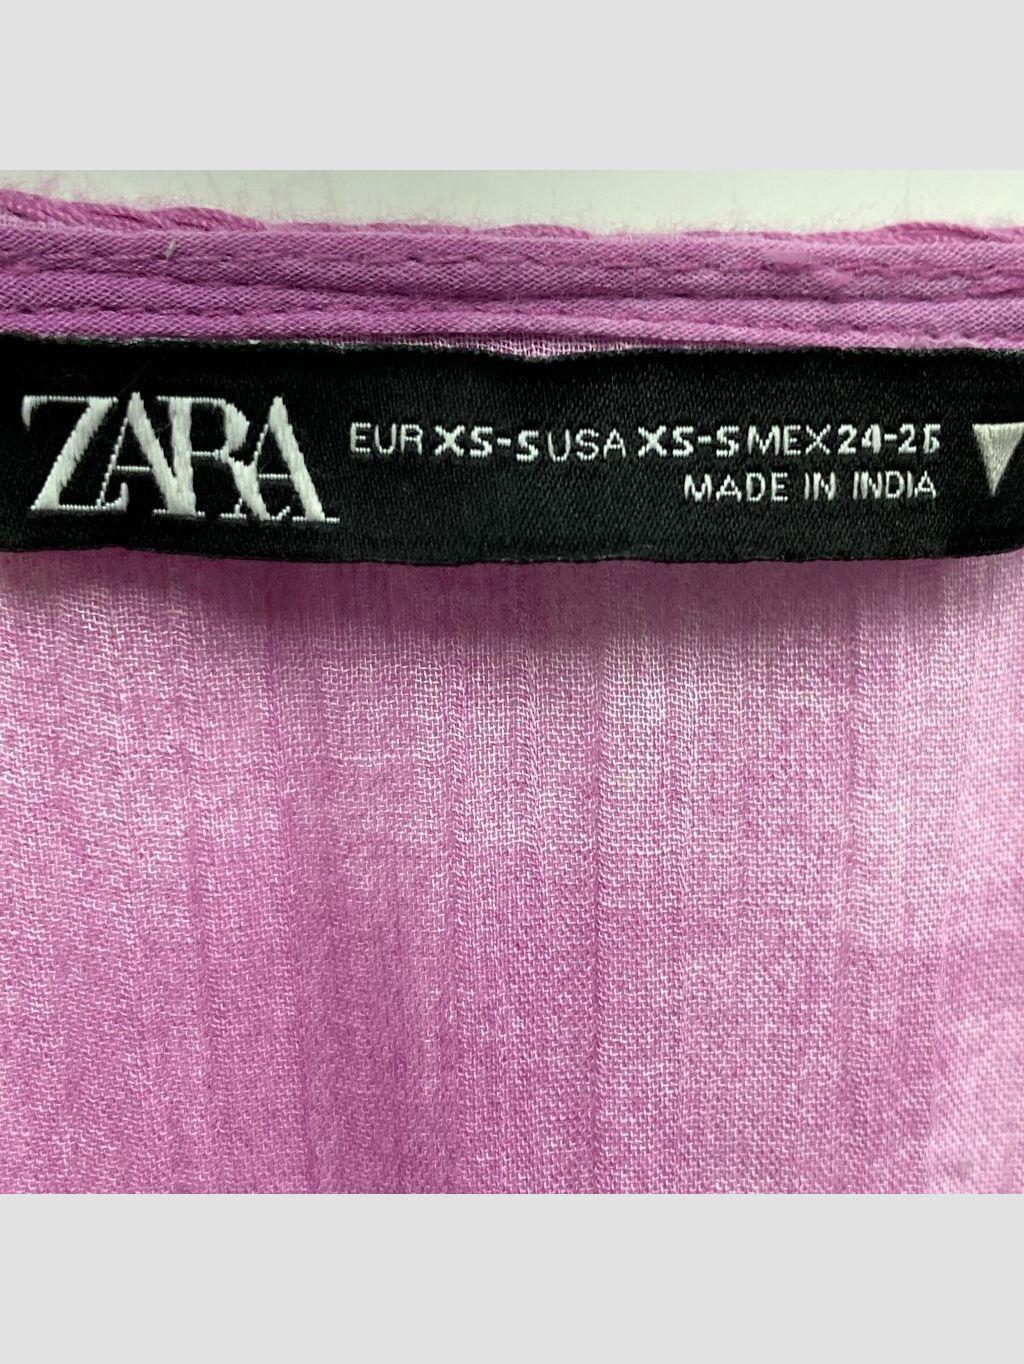 ZARA
EUR XS-S USA XS-S MEX 24-26
MADE IN INDIA